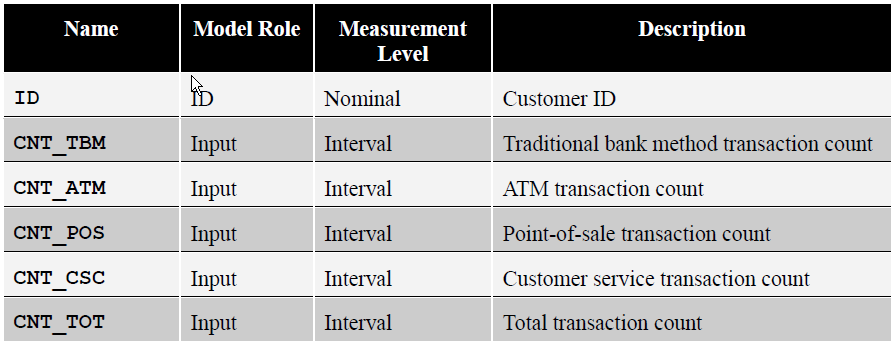 Name Model Role Measurement Level Description
ID ID Nominal Customer ID
CNT_TBM Input Interval Traditional bank method transaction count
CNT_ATM Input Interval ATM transaction count
CNT_POS Input Interval Point-of-sale transaction count
CNT_CSC Input Interval Customer service transaction count
CNT_TOT Input Interval Total transaction count